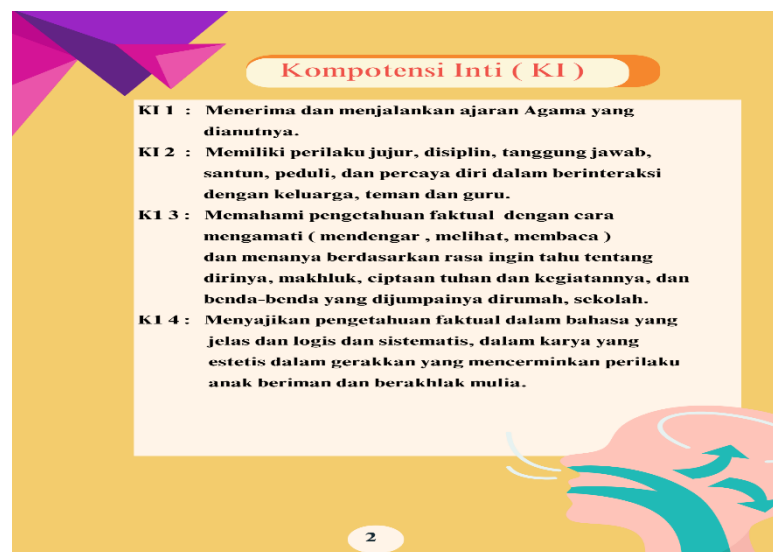 Kompotensi Inti ( KI )
KI 1 : Menerima dan menjalankan ajaran Agama yang
dianutnya.
KI 2 : Memiliki perilaku jujur, disiplin, tanggung jawab,
santun, peduli, dan percaya diri dalam berinteraksi
dengan keluarga, teman dan guru.
K1 3 : Memahami pengetahuan faktual dengan cara
mengamati ( mendengar , melihat, membaca )
dan menanya berdasarkan rasa ingin tahu tentang
dirinya, makhluk, ciptaan tuhan dan kegiatannya, dan
benda-benda yang dijumpainya dirumah, sekolah.
K1 4 : Menyajikan pengetahuan faktual dalam bahasa yang
jelas dan logis dan sistematis, dalam karya yang
estetis dalam gerakkan yang mencerminkan perilaku
anak beriman dan berakhlak mulia.
2